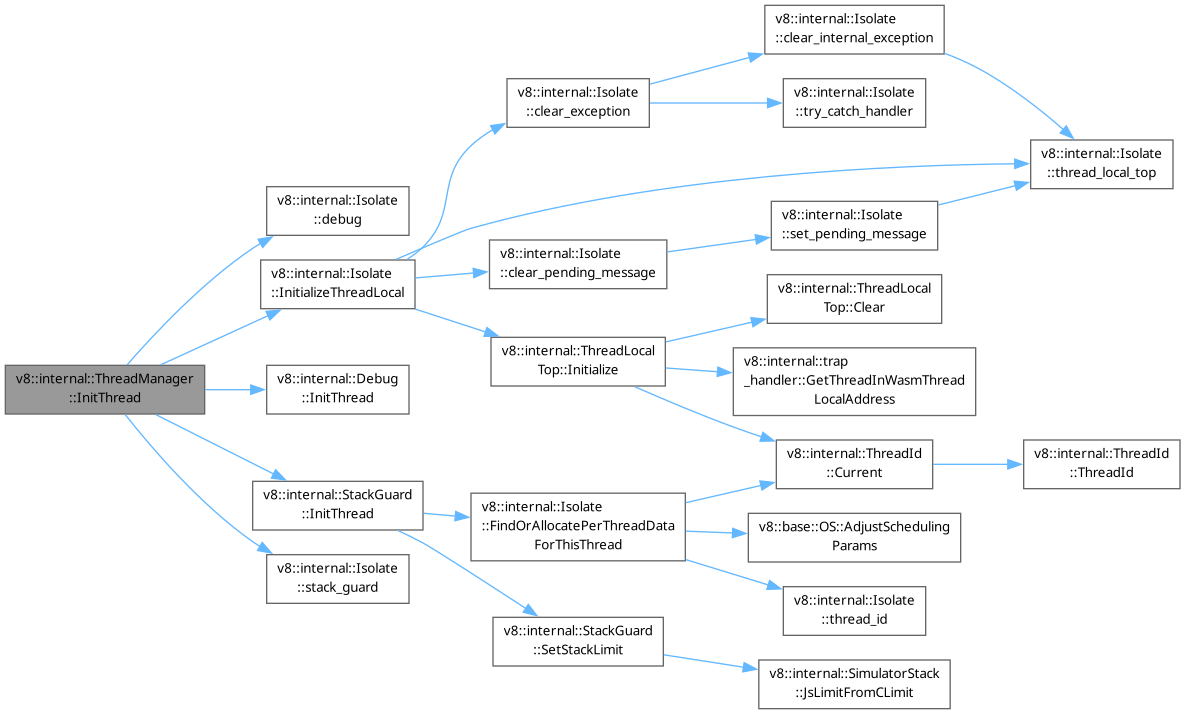 v8::internal::ThreadManager
::InitThread
v8::internal::Isolate
::debug
v8::internal::Isolate
::InitializeThreadLocal
v8::internal::Isolate
::clear_exception
v8::internal::Isolate
::clear_internal_exception
v8::internal::Isolate
::thread_local_top
v8::internal::Isolate
::try_catch_handler
v8::internal::Isolate
::clear_pending_message
v8::internal::Isolate
::set_pending_message
v8::internal::ThreadLocal
Top::Initialize
v8::internal::ThreadLocal
Top::Clear
v8::internal::trap
_handler::GetThreadInWasmThread
LocalAddress
v8::internal::ThreadId
::Current
v8::internal::ThreadId
::ThreadId
v8::internal::Debug
::InitThread
v8::internal::StackGuard
::InitThread
v8::internal::Isolate
::FindOrAllocatePerThreadData
ForThisThread
v8::base::OS::AdjustScheduling
Params
v8::internal::Isolate
::thread_id
v8::internal::StackGuard
::SetStackLimit
v8::internal::SimulatorStack
::JsLimitFromCLimit
v8::internal::Isolate
::stack_guard